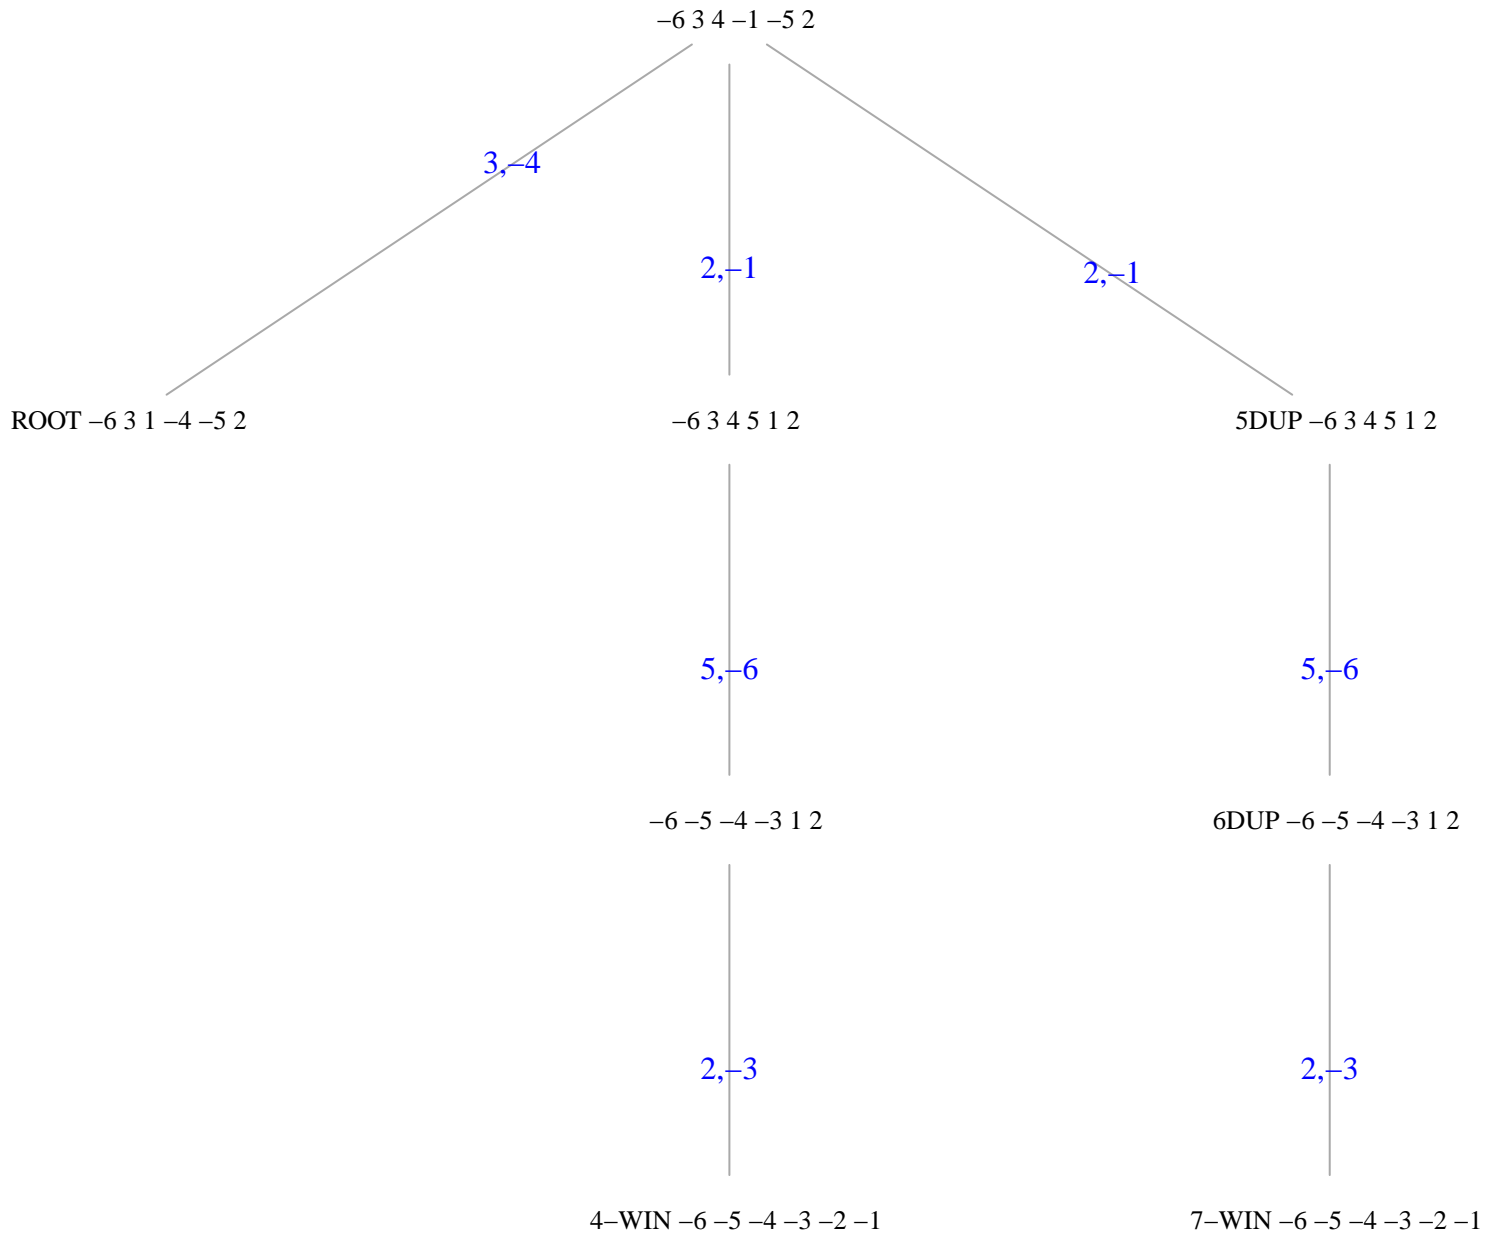 −6 3 4 −1 −5 2
3,−4
2,−1
2,−1
ROOT −6 3 1 −4 −5 2
−6 3 4 5 1 2
5DUP −6 3 4 5 1 2
5,−6
5,−6
−6 −5 −4 −3 1 2
6DUP −6 −5 −4 −3 1 2
2,−3
2,−3
4−WIN −6 −5 −4 −3 −2 −1
7−WIN −6 −5 −4 −3 −2 −1